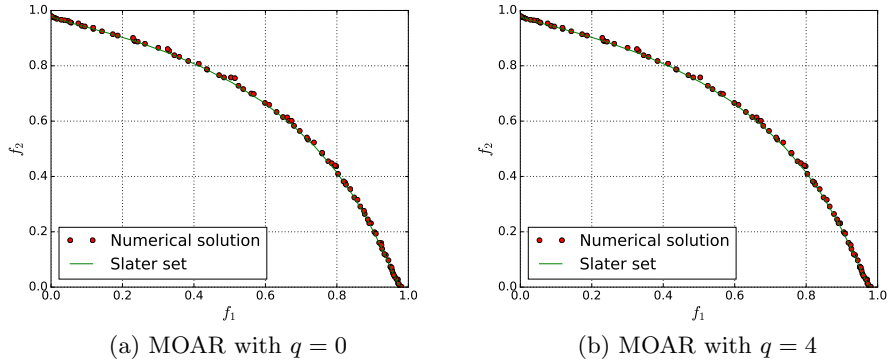 1.0
0.8
0.6
0.4
0.2
0.0
f₂
Numerical solution
Slater set
0.0 0.2 0.4 0.6 0.8 1.0
f₁
(a) MOAR with q = 0
1.0
0.8
0.6
0.4
0.2
0.0
f₂
Numerical solution
Slater set
0.0 0.2 0.4 0.6 0.8 1.0
f₁
(b) MOAR with q = 4